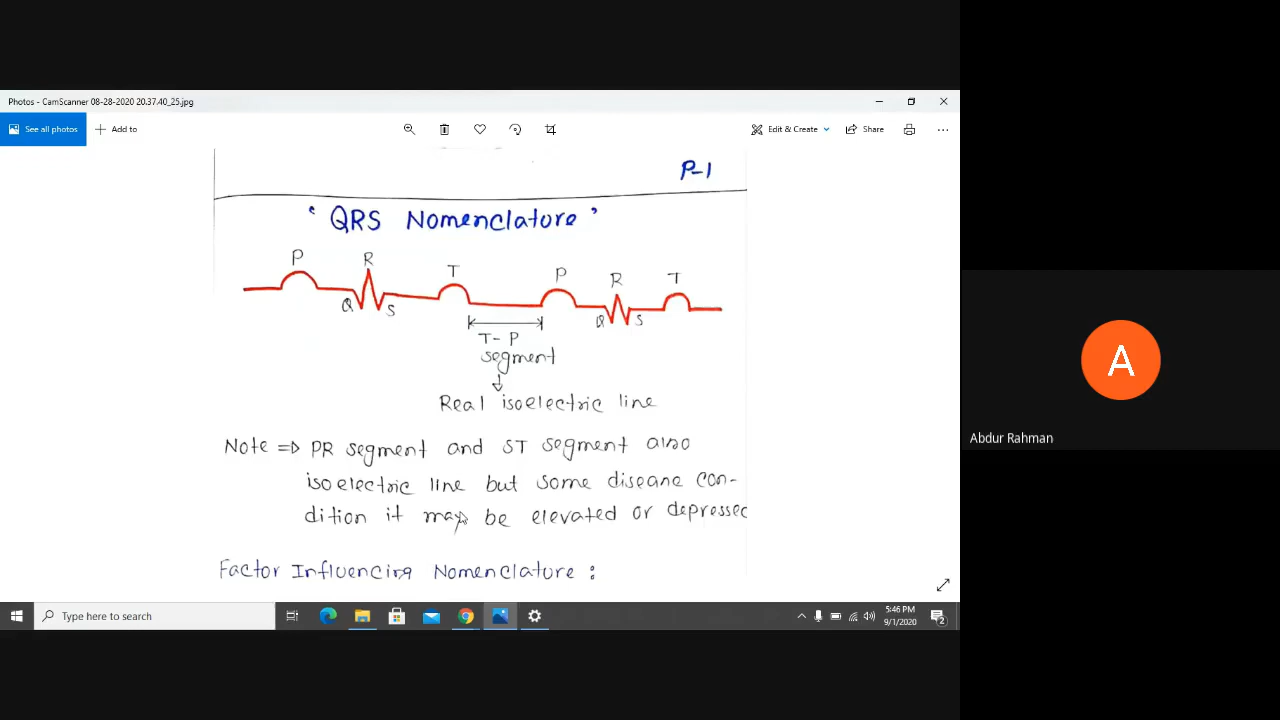 Photos - CamScanner 08-28-2020 20.37.40_25.jpg
See all photos
Add to
Edit & Create
Share
P-1
' QRS Nomenclature '
P R T P R T
Q S Q S
T - P
segment
Real isoelectric line
Note ⇒ PR segment and ST segment also
isoelectric line but some disease con-
dition it may be elevated or depressed
Factor Influencing Nomenclature :
A
Abdur Rahman
Type here to search
5:46 PM
9/1/2020
2